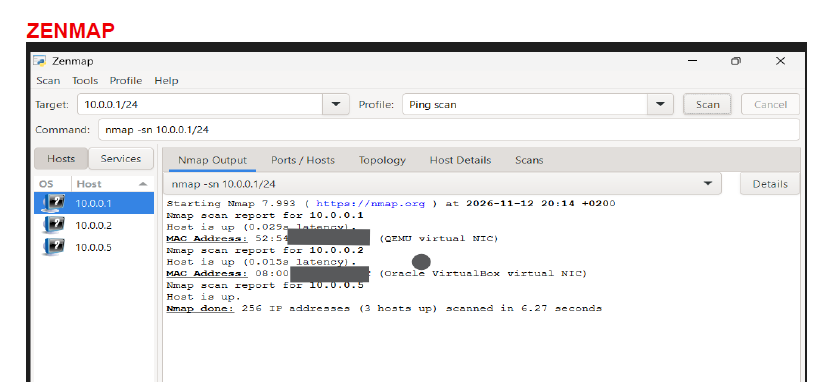 ZENMAP
Zenmap
Scan Tools Profile Help
Target: 10.0.0.1/24 Profile: Ping scan Scan Cancel
Command: nmap -sn 10.0.0.1/24
Hosts Services Nmap Output Ports / Hosts Topology Host Details Scans
OS Host nmap -sn 10.0.0.1/24 Details
10.0.0.1
10.0.0.2
10.0.0.5
Starting Nmap 7.993 ( https://nmap.org ) at 2026-11-12 20:14 +0200
Nmap scan report for 10.0.0.1
Host is up (0.029s latency).
MAC Address: 52:54 (QEMU virtual NIC)
Nmap scan report for 10.0.0.2
Host is up (0.015s latency).
MAC Address: 08:00 (Oracle VirtualBox virtual NIC)
Nmap scan report for 10.0.0.5
Host is up.
Nmap done: 256 IP addresses (3 hosts up) scanned in 6.27 seconds